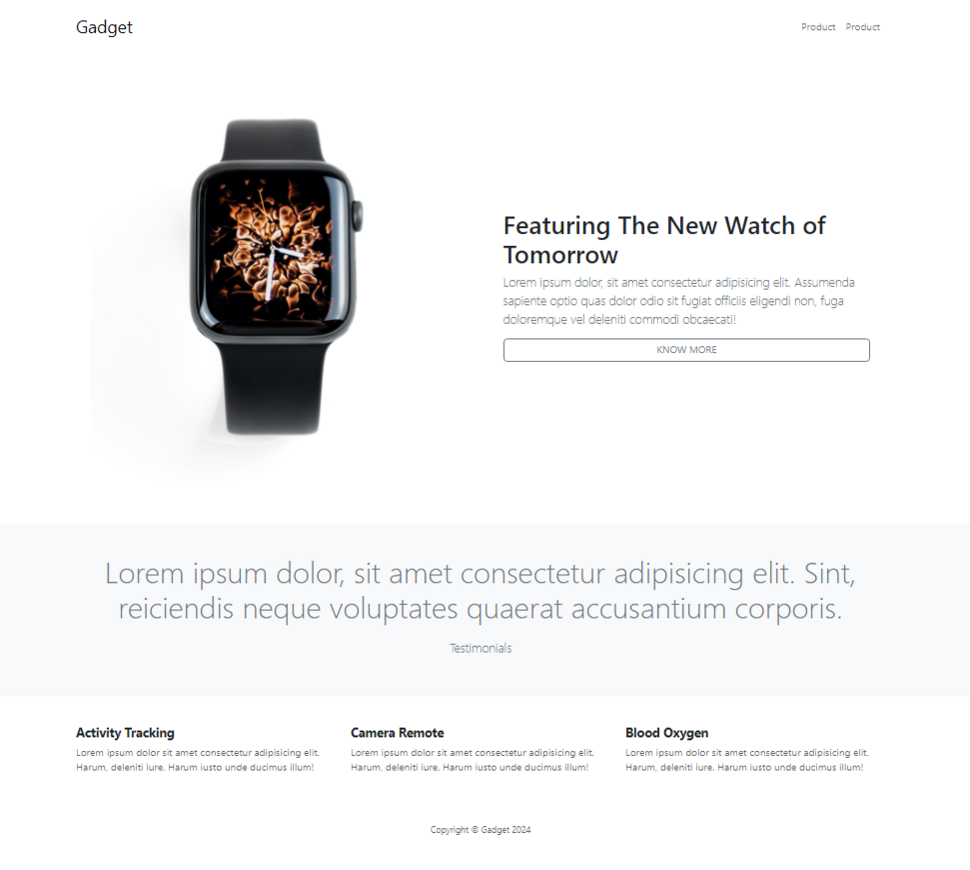 Gadget
Product Product
Featuring The New Watch of
Tomorrow
Lorem ipsum dolor, sit amet consectetur adipisicing elit. Assumenda
sapiente optio quas dolor odio sit fugiat officiis eligendi non, fuga
doloremque vel deleniti commodi obcaecati!
KNOW MORE
Lorem ipsum dolor, sit amet consectetur adipisicing elit. Sint,
reiciendis neque voluptates quaerat accusantium corporis.
Testimonials
Activity Tracking
Lorem ipsum dolor sit amet consectetur adipisicing elit.
Harum, deleniti iure. Harum iusto unde ducimus illum!
Camera Remote
Lorem ipsum dolor sit amet consectetur adipisicing elit.
Harum, deleniti iure. Harum iusto unde ducimus illum!
Blood Oxygen
Lorem ipsum dolor sit amet consectetur adipisicing elit.
Harum, deleniti iure. Harum iusto unde ducimus illum!
Copyright © Gadget 2024